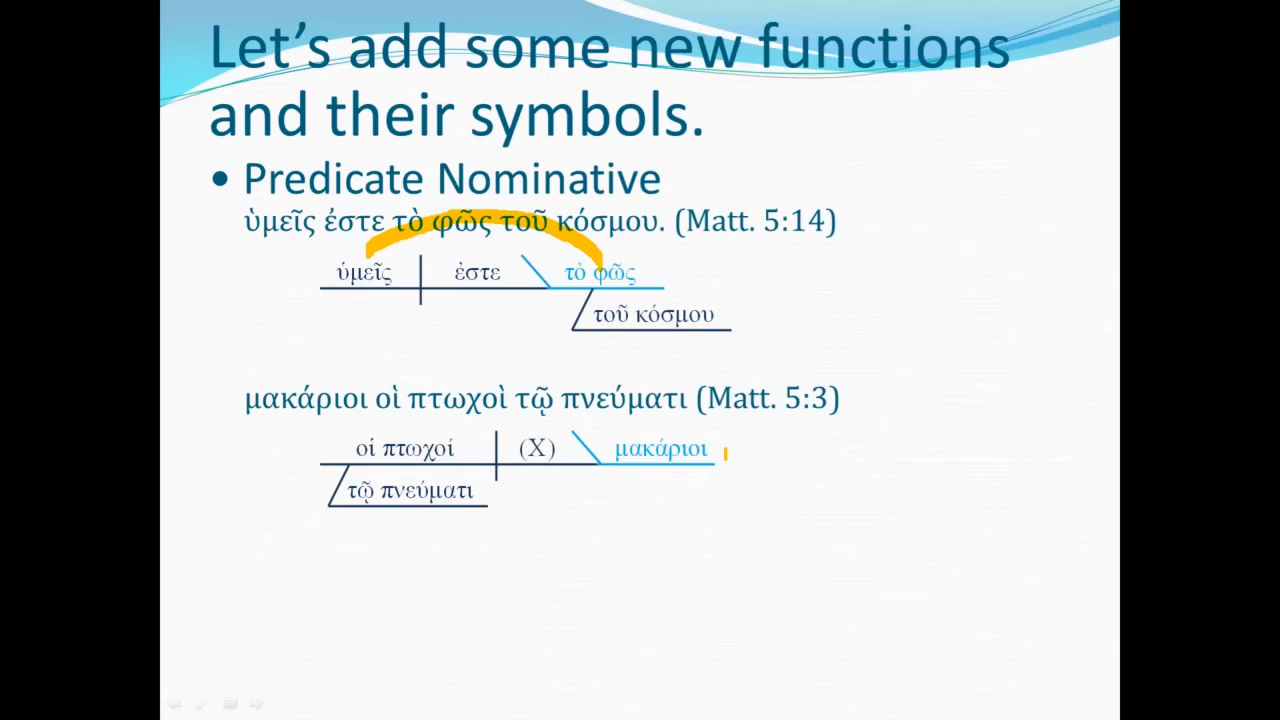 Let’s add some new functions
and their symbols.
• Predicate Nominative
ὑμεῖς ἐστε τὸ φῶς τοῦ κόσμου. (Matt. 5:14)
ὑμεῖς ἐστε τὸ φῶς
τοῦ κόσμου
μακάριοι οἱ πτωχοὶ τῷ πνεύματι (Matt. 5:3)
οἱ πτωχοί (X) μακάριοι
τῷ πνεύματι